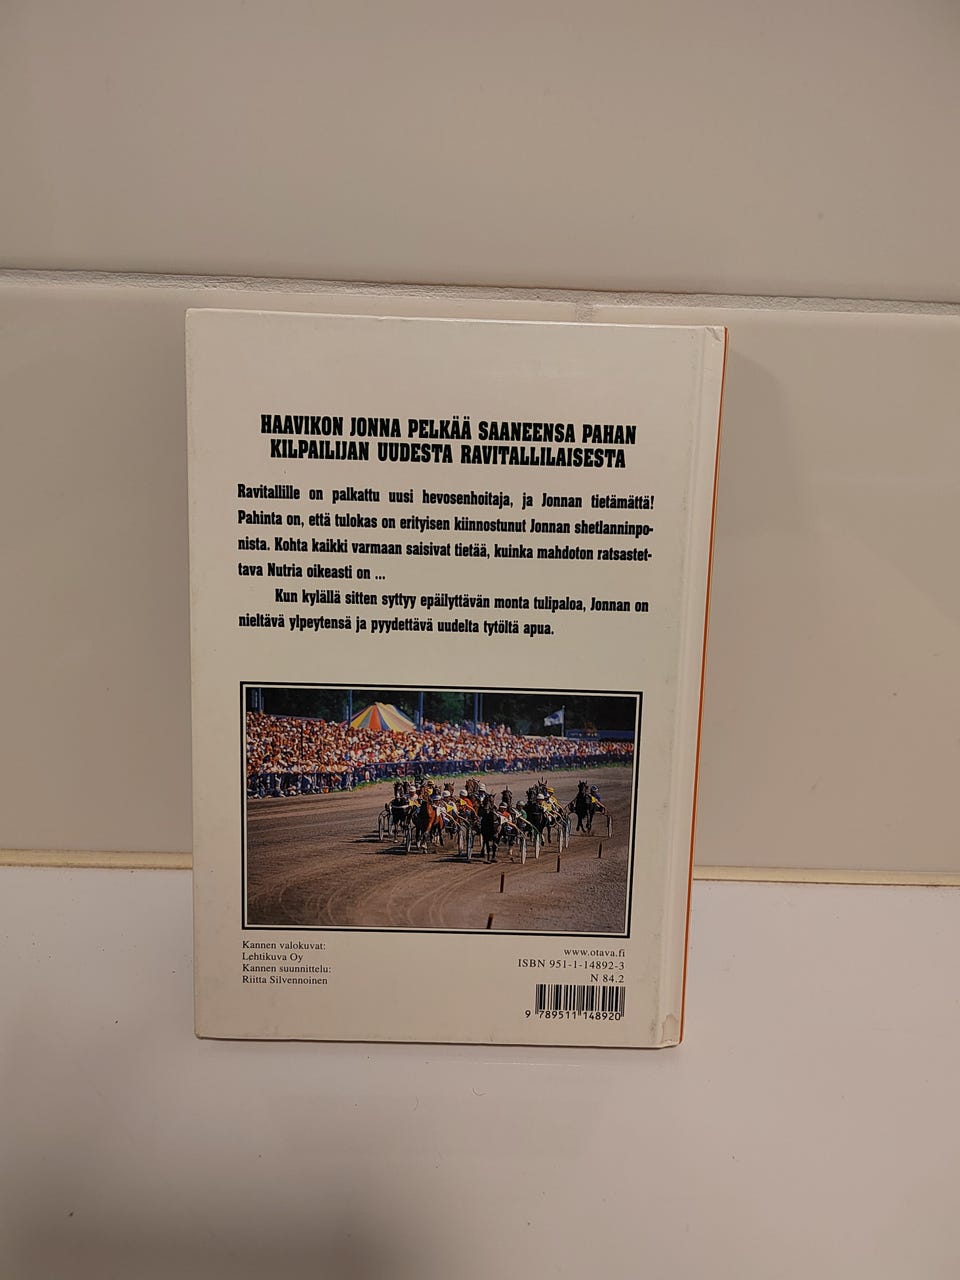 HAAVIKON JONNA PELKÄÄ SAANEENSA PAHAN
KILPAILIJAN UUDESTA RAVITALLILAISESTA
Ravitallille on palkattu uusi hevosenhoitaja, ja Jonnan tietämättä!
Pahinta on, että tulokas on erityisen kiinnostunut Jonnan shetlanninpo-
nista. Kohta kaikki varmaan saisivat tietää, kuinka mahdoton ratsastet-
tava Nutria oikeasti on ...
Kun kylällä sitten syttyy epäilyttävän monta tulipaloa, Jonnan on
nieltävä ylpeytensä ja pyydettävä uudelta tytöltä apua.
Kannen valokuvat:
Lehtikuva Oy
Kannen suunnittelu:
Riitta Silvennoinen
www.otava.fi
ISBN 951-1-14892-3
N 84.2
9 789511 148920